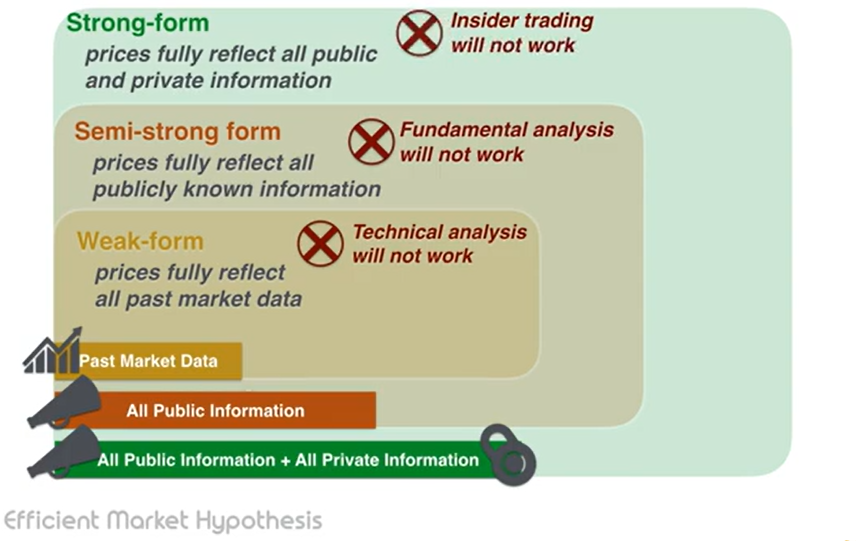 Strong-form
prices fully reflect all public
and private information
Insider trading
will not work
Semi-strong form
prices fully reflect all
publicly known information
Fundamental analysis
will not work
Weak-form
prices fully reflect
all past market data
Technical analysis
will not work
Past Market Data
All Public Information
All Public Information + All Private Information
Efficient Market Hypothesis